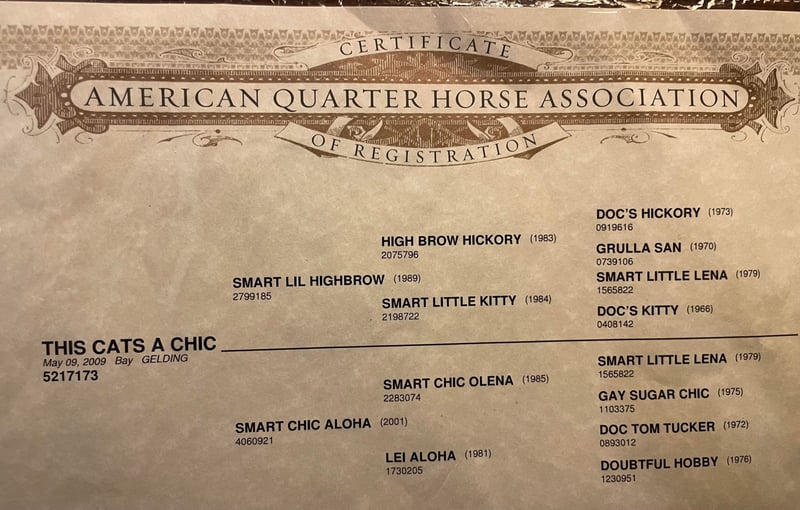 CERTIFICATE
AMERICAN QUARTER HORSE ASSOCIATION
OF REGISTRATION
DOC'S HICKORY (1973)
0919616
HIGH BROW HICKORY (1983)
2075796
GRULLA SAN (1970)
0739106
SMART LIL HIGHBROW (1989)
2799185
SMART LITTLE LENA (1979)
1565822
SMART LITTLE KITTY (1984)
2198722
DOC'S KITTY (1966)
0408142
THIS CATS A CHIC
May 09, 2009 Bay GELDING
5217173
SMART LITTLE LENA (1979)
1565822
SMART CHIC OLENA (1985)
2283074
GAY SUGAR CHIC (1975)
1103375
SMART CHIC ALOHA (2001)
4060921
DOC TOM TUCKER (1972)
0893012
LEI ALOHA (1981)
1730205
DOUBTFUL HOBBY (1976)
1230951